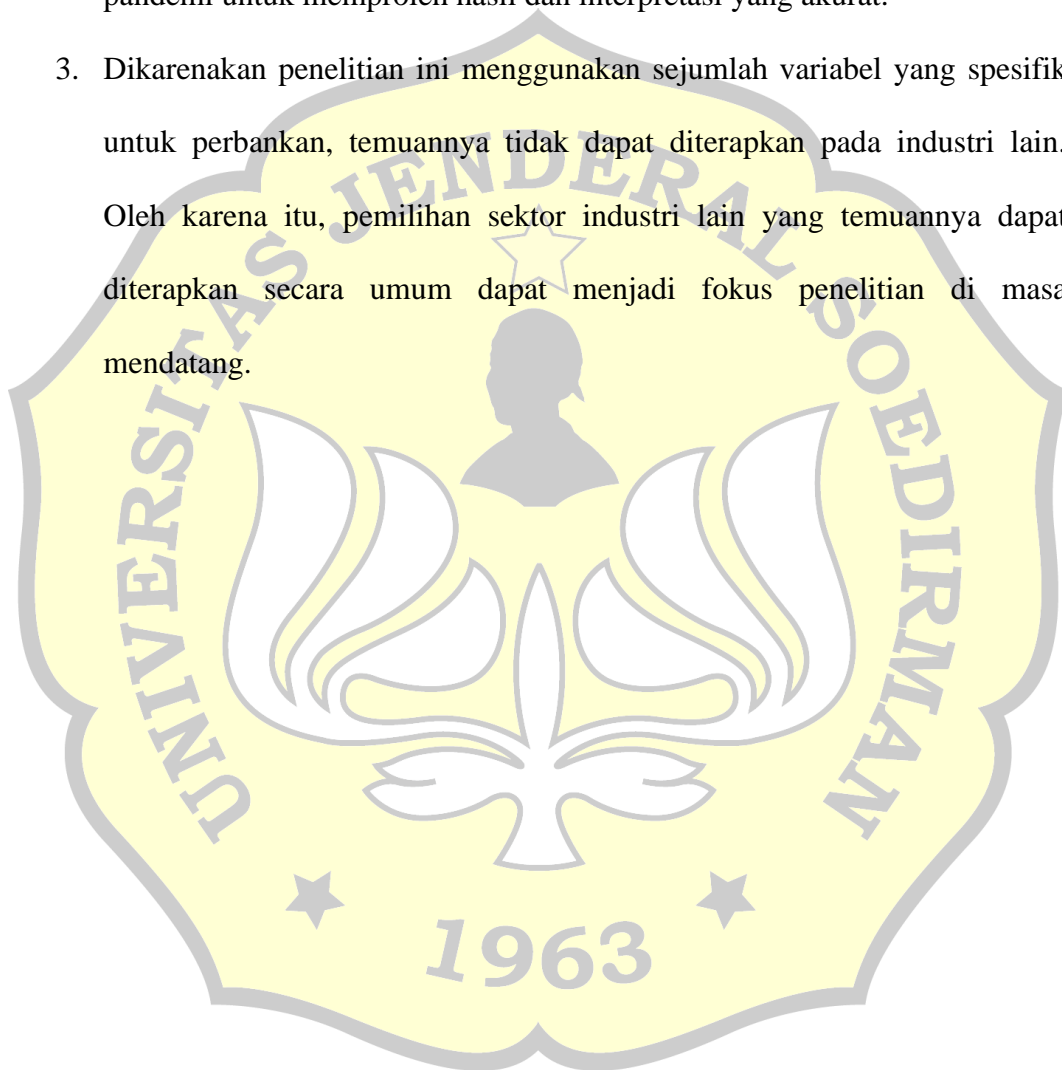 pandemi untuk memproleh hasil dan interpretasi yang akurat.
3. Dikarenakan penelitian ini menggunakan sejumlah variabel yang spesifik
untuk perbankan, temuannya tidak dapat diterapkan pada industri lain.
Oleh karena itu, pemilihan sektor industri lain yang temuannya dapat
diterapkan secara umum dapat menjadi fokus penelitian di masa
mendatang.
UNIVERSITAS JENDERAL SOEDIRMAN
1963